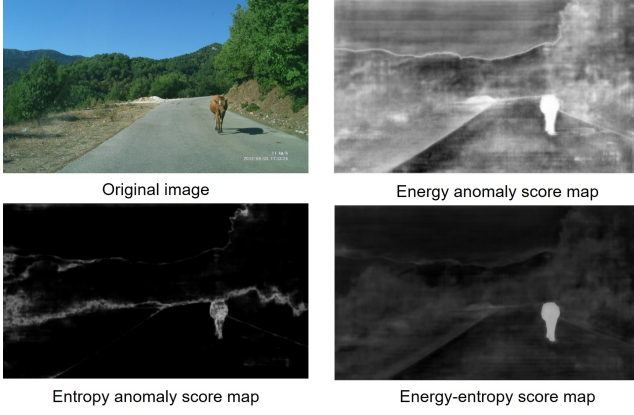 Original image
Energy anomaly score map
Entropy anomaly score map
Energy-entropy score map